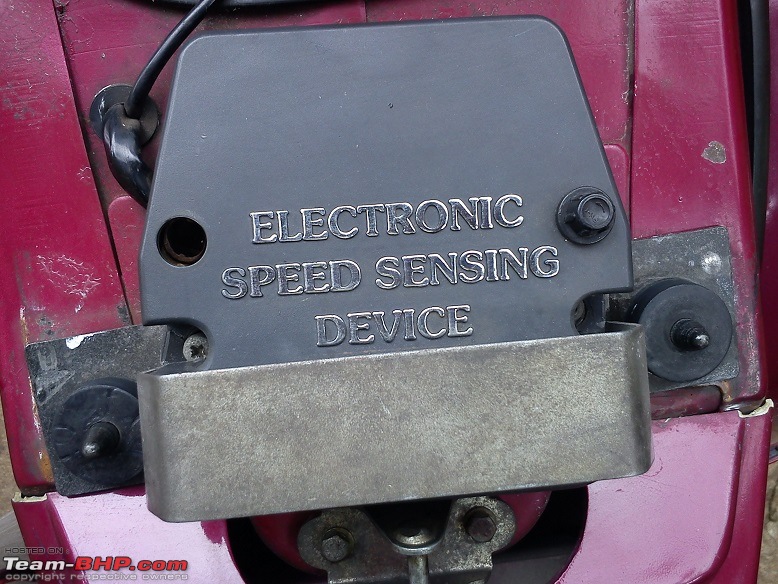 ELECTRONIC
SPEED SENSING
DEVICE
HOSTED ON
Team-BHP.com
copyright respective owners